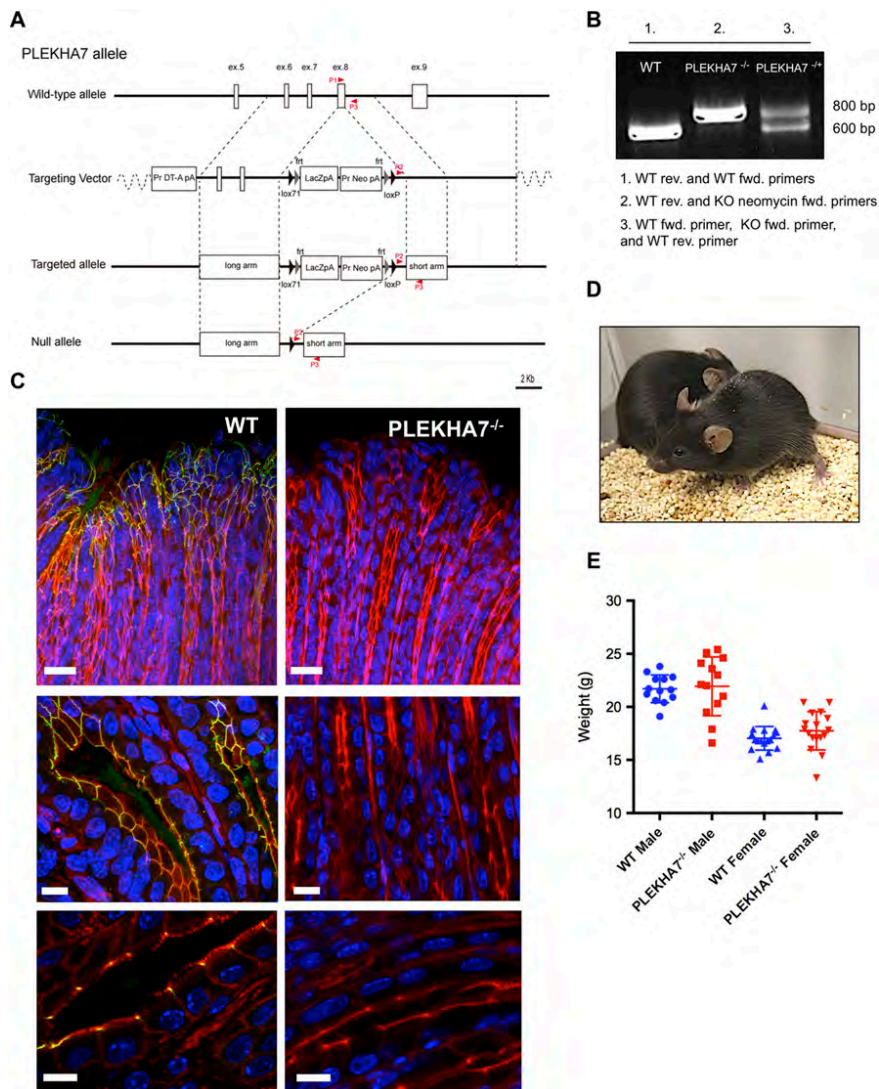 A
PLEKHA7 allele
ex.5
ex.6
ex.7
ex.8
ex.9
P1
P3
Wild-type allele
Targeting Vector
Pr DT-A pA
frt
LacZpA
Pr Neo pA
frt
P2
lox71
loxP
Targeted allele
long arm
frt
LacZpA
Pr Neo pA
frt
P2
short arm
lox71
loxP
P3
Null allele
long arm
P2
short arm
P3
2 Kb
B
1.
2.
3.
WT
PLEKHA7 -/-
PLEKHA7 -/+
800 bp
600 bp
1. WT rev. and WT fwd. primers
2. WT rev. and KO neomycin fwd. primers
3. WT fwd. primer, KO fwd. primer,
and WT rev. primer
C
WT
PLEKHA7-/-
D
E
Weight (g)
30
25
20
15
10
WT Male
PLEKHA7-/- Male
WT Female
PLEKHA7-/- Female